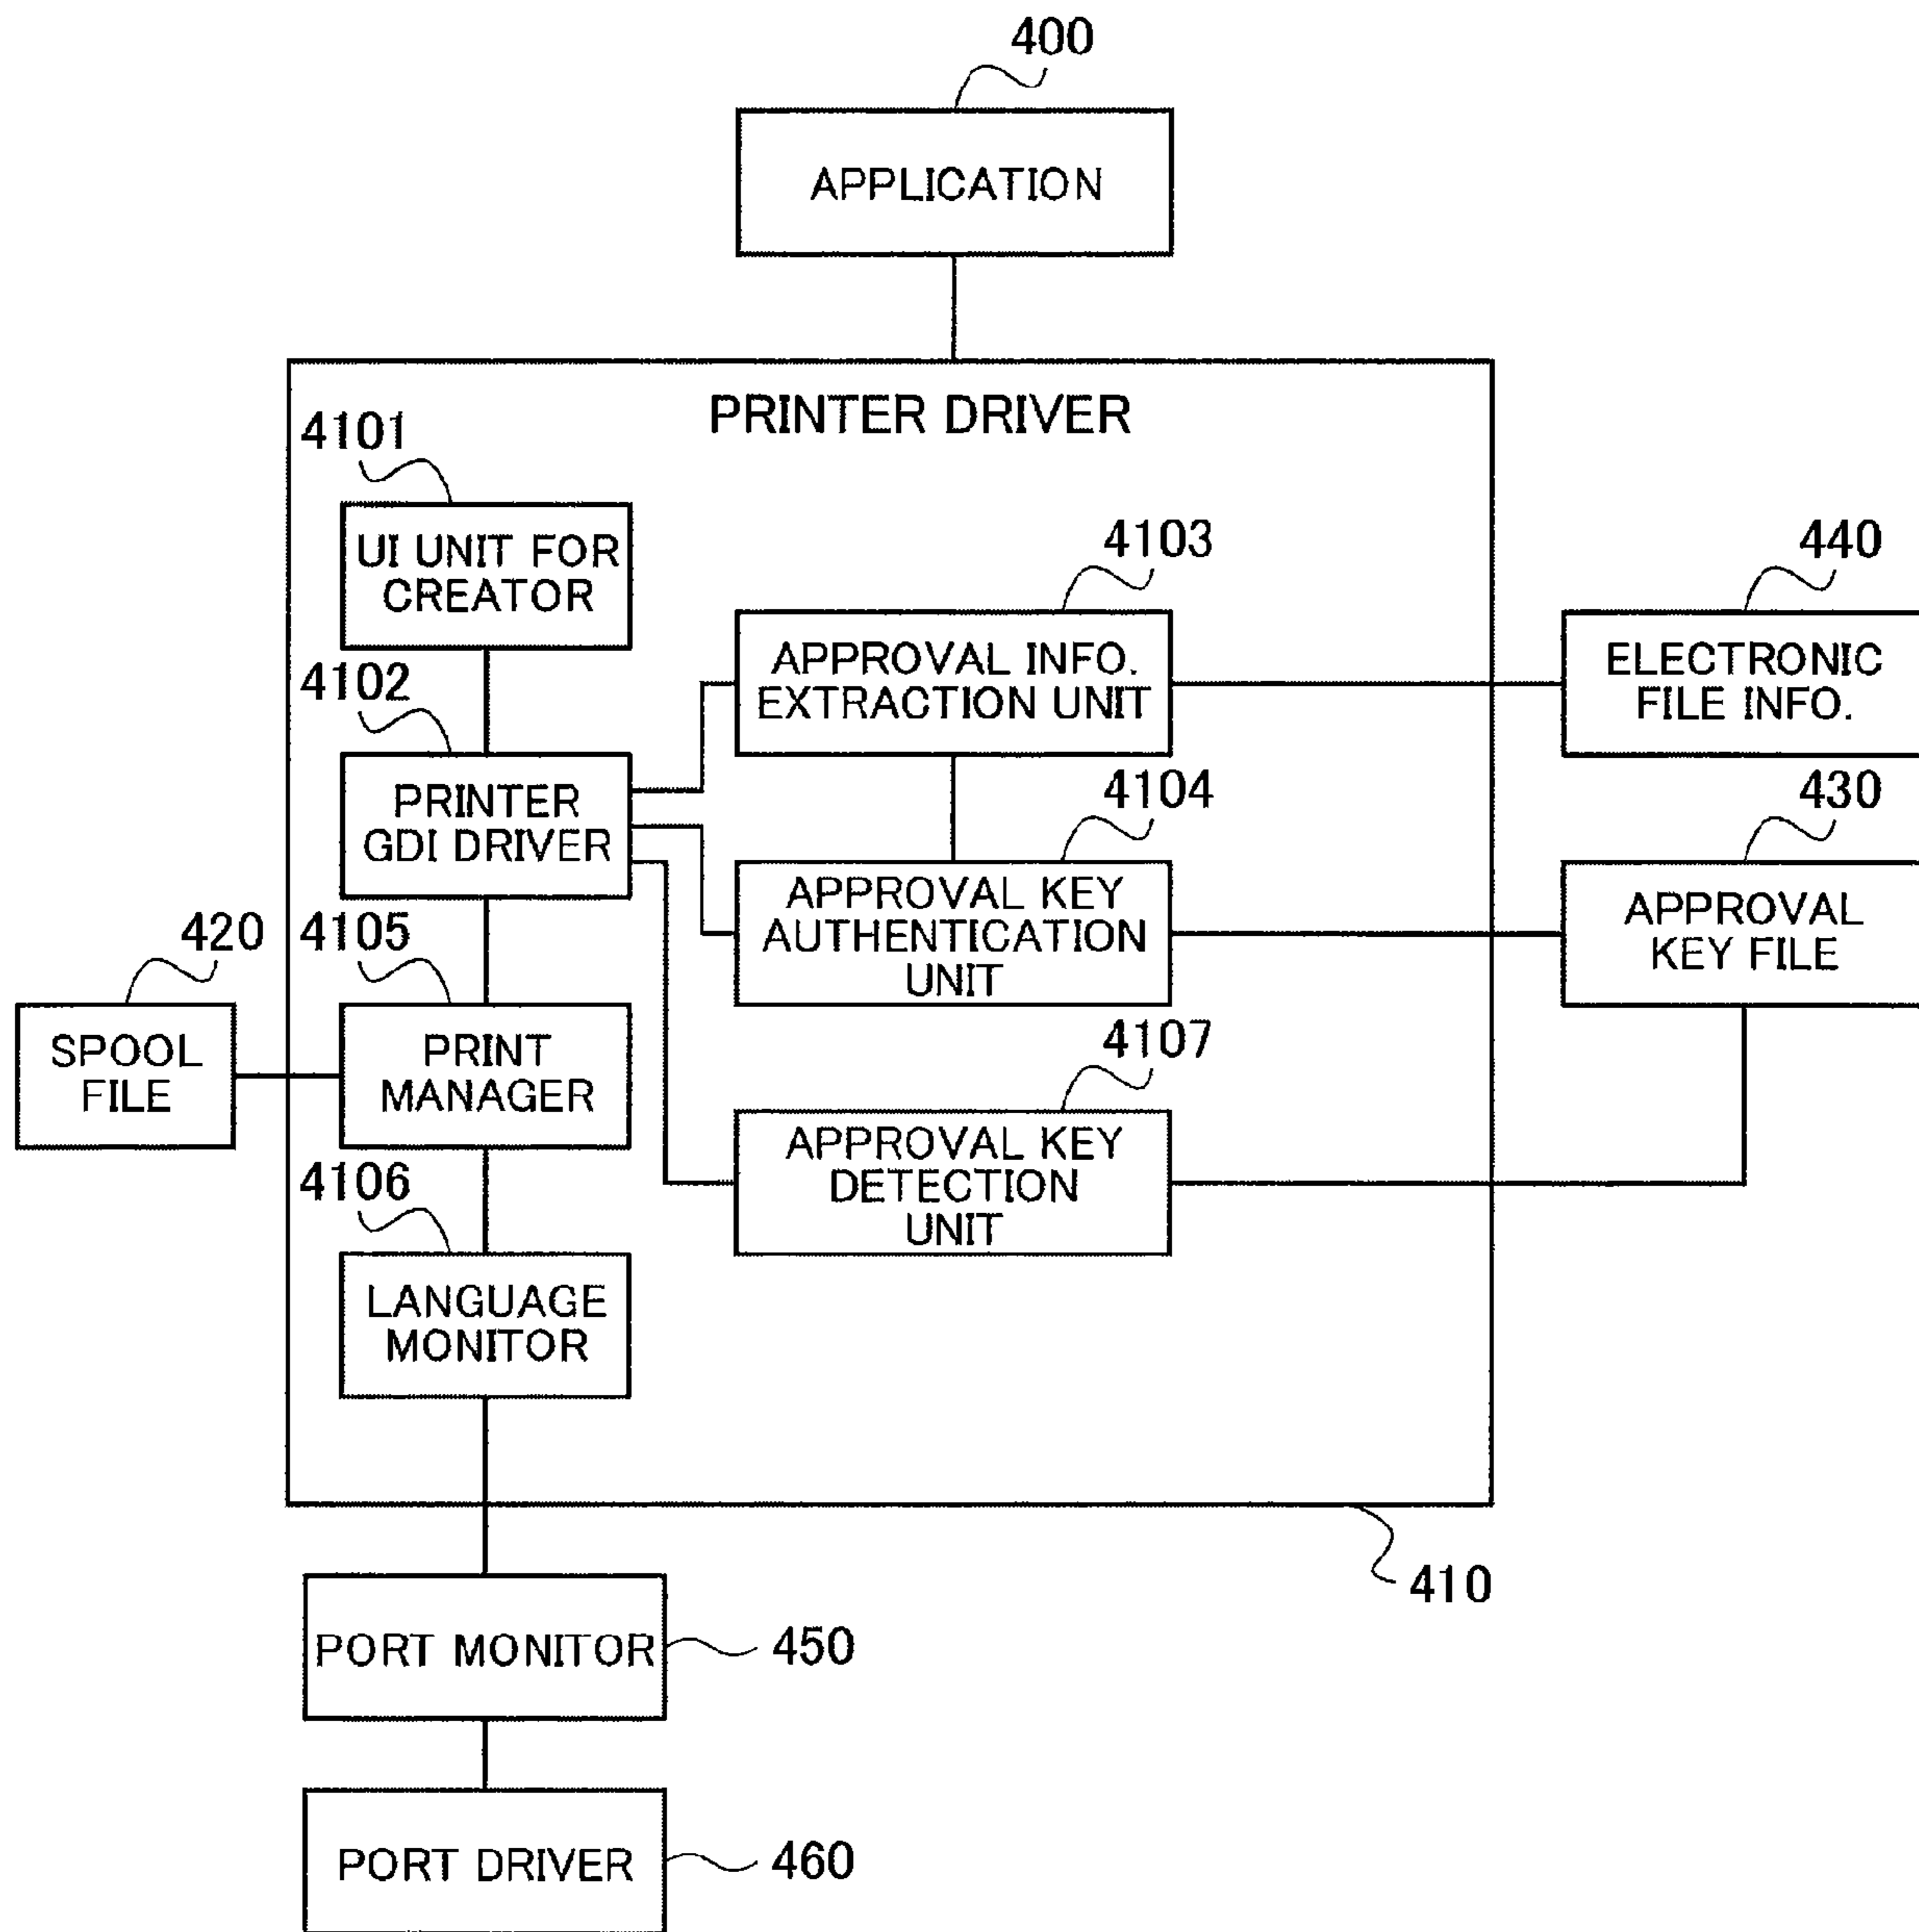 400
APPLICATION
PRINTER DRIVER
4101
UI UNIT FOR
CREATOR
4102
PRINTER
GDI DRIVER
4103
APPROVAL INFO.
EXTRACTION UNIT
440
ELECTRONIC
FILE INFO.
4104
APPROVAL KEY
AUTHENTICATION
UNIT
430
APPROVAL
KEY FILE
420
SPOOL
FILE
4105
PRINT
MANAGER
4107
APPROVAL KEY
DETECTION
UNIT
4106
LANGUAGE
MONITOR
410
PORT MONITOR
450
PORT DRIVER
460